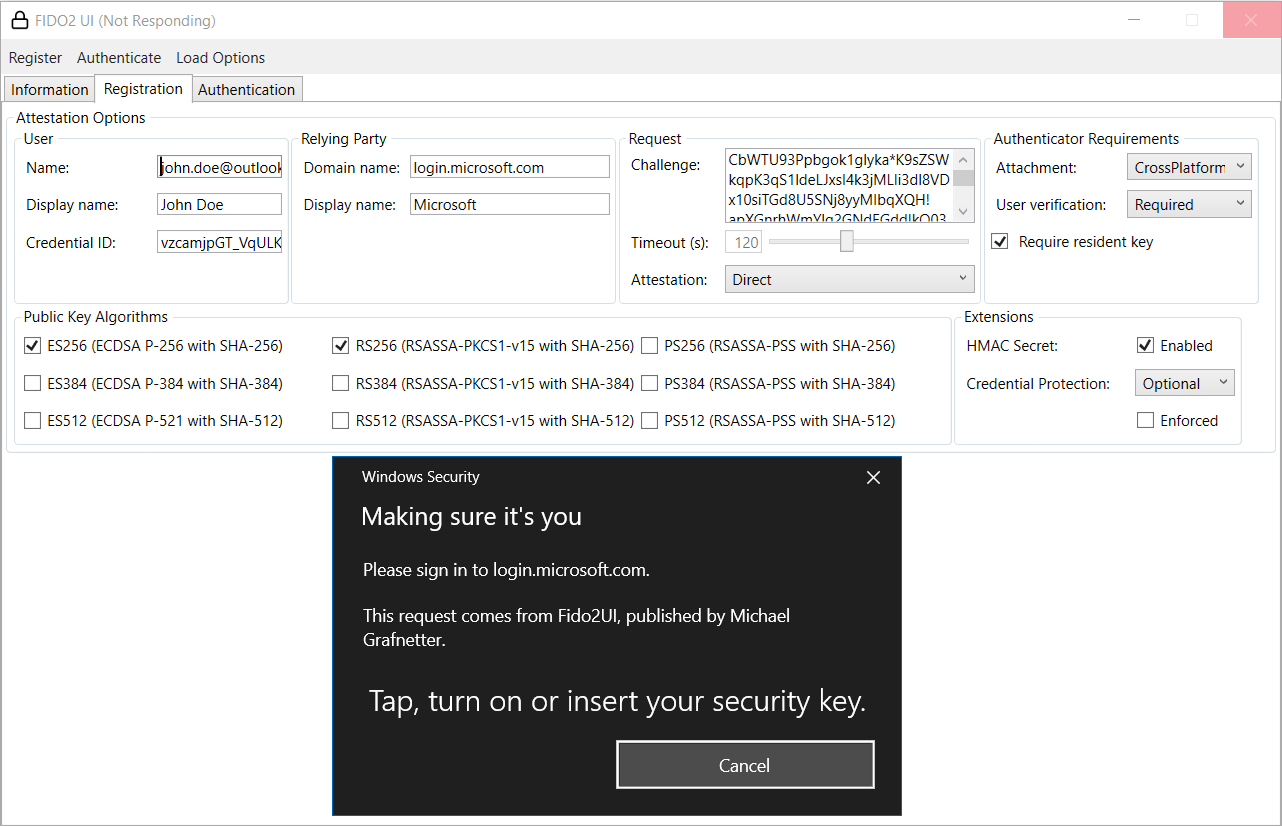 FIDO2 UI (Not Responding)
Register Authenticate Load Options
Information Registration Authentication
Attestation Options
User
Name: john.doe@outlook
Display name: John Doe
Credential ID: vzcamjpGT_VqULK
Relying Party
Domain name: login.microsoft.com
Display name: Microsoft
Request
Challenge: CbWTU93Ppbgok1glyka*K9sZSW
kqpK3qS1IdeLJxsl4k3jMLli3dI8VD
x10siTGd8U5SNj8yyMIbqXQH!
Timeout (s): 120
Attestation: Direct
Authenticator Requirements
Attachment: CrossPlatform
User verification: Required
Require resident key
Public Key Algorithms
ES256 (ECDSA P-256 with SHA-256) RS256 (RSASSA-PKCS1-v15 with SHA-256) PS256 (RSASSA-PSS with SHA-256)
ES384 (ECDSA P-384 with SHA-384) RS384 (RSASSA-PKCS1-v15 with SHA-384) PS384 (RSASSA-PSS with SHA-384)
ES512 (ECDSA P-521 with SHA-512) RS512 (RSASSA-PKCS1-v15 with SHA-512) PS512 (RSASSA-PSS with SHA-512)
Extensions
HMAC Secret: Enabled
Credential Protection: Optional
Enforced
Windows Security
Making sure it's you
Please sign in to login.microsoft.com.
This request comes from Fido2UI, published by Michael
Grafnetter.
Tap, turn on or insert your security key.
Cancel